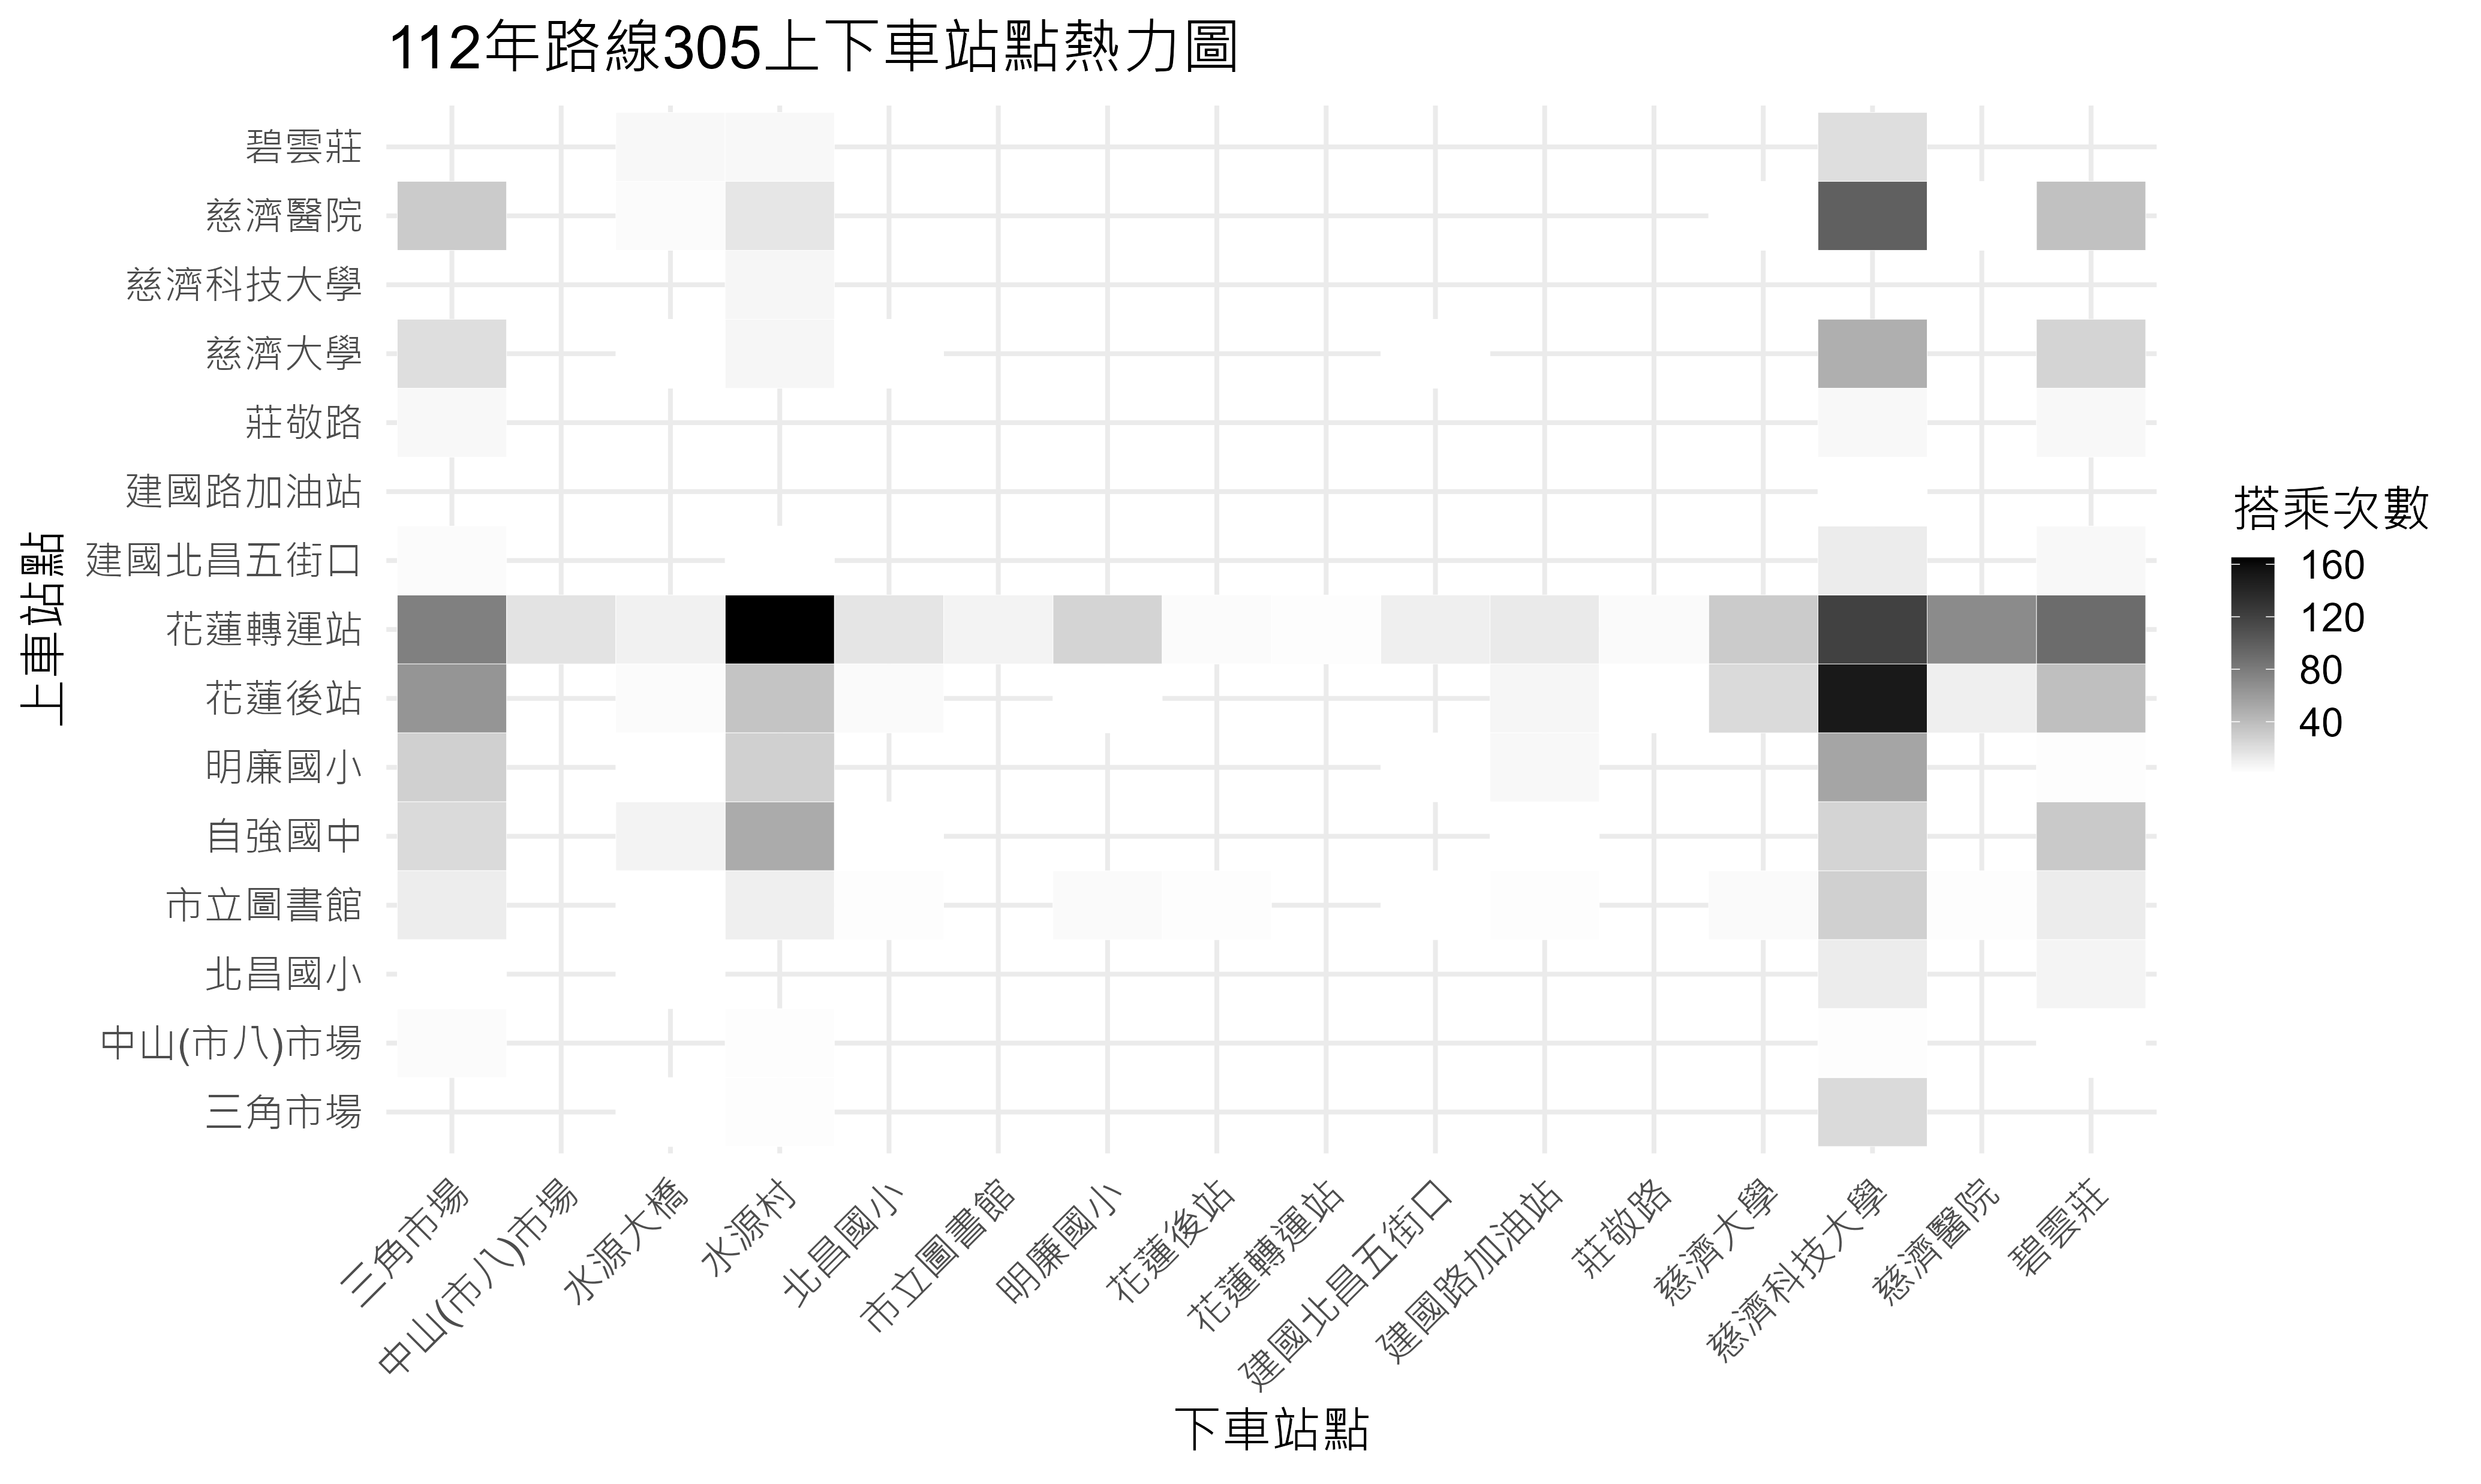 112年路線305上下車站點熱力圖
上車站點
碧雲莊
慈濟醫院
慈濟科技大學
慈濟大學
莊敬路
建國路加油站
建國北昌五街口
花蓮轉運站
花蓮後站
明廉國小
自強國中
市立圖書館
北昌國小
中山(市八)市場
三角市場
三角市場
中山(市八)市場
水源大橋
水源村
北昌國小
市立圖書館
明廉國小
花蓮後站
花蓮轉運站
建國北昌五街口
建國路加油站
莊敬路
慈濟大學
慈濟科技大學
慈濟醫院
碧雲莊
下車站點
搭乘次數
160
120
80
40